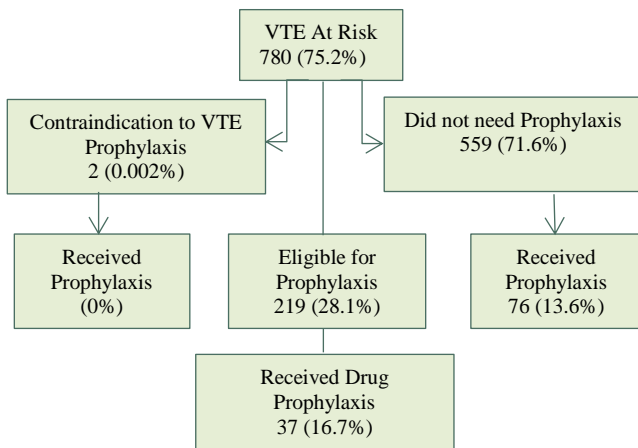 VTE At Risk
780 (75.2%)
Contraindication to VTE
Prophylaxis
2 (0.002%)
Did not need Prophylaxis
559 (71.6%)
Received
Prophylaxis
(0%)
Eligible for
Prophylaxis
219 (28.1%)
Received
Prophylaxis
76 (13.6%)
Received Drug
Prophylaxis
37 (16.7%)